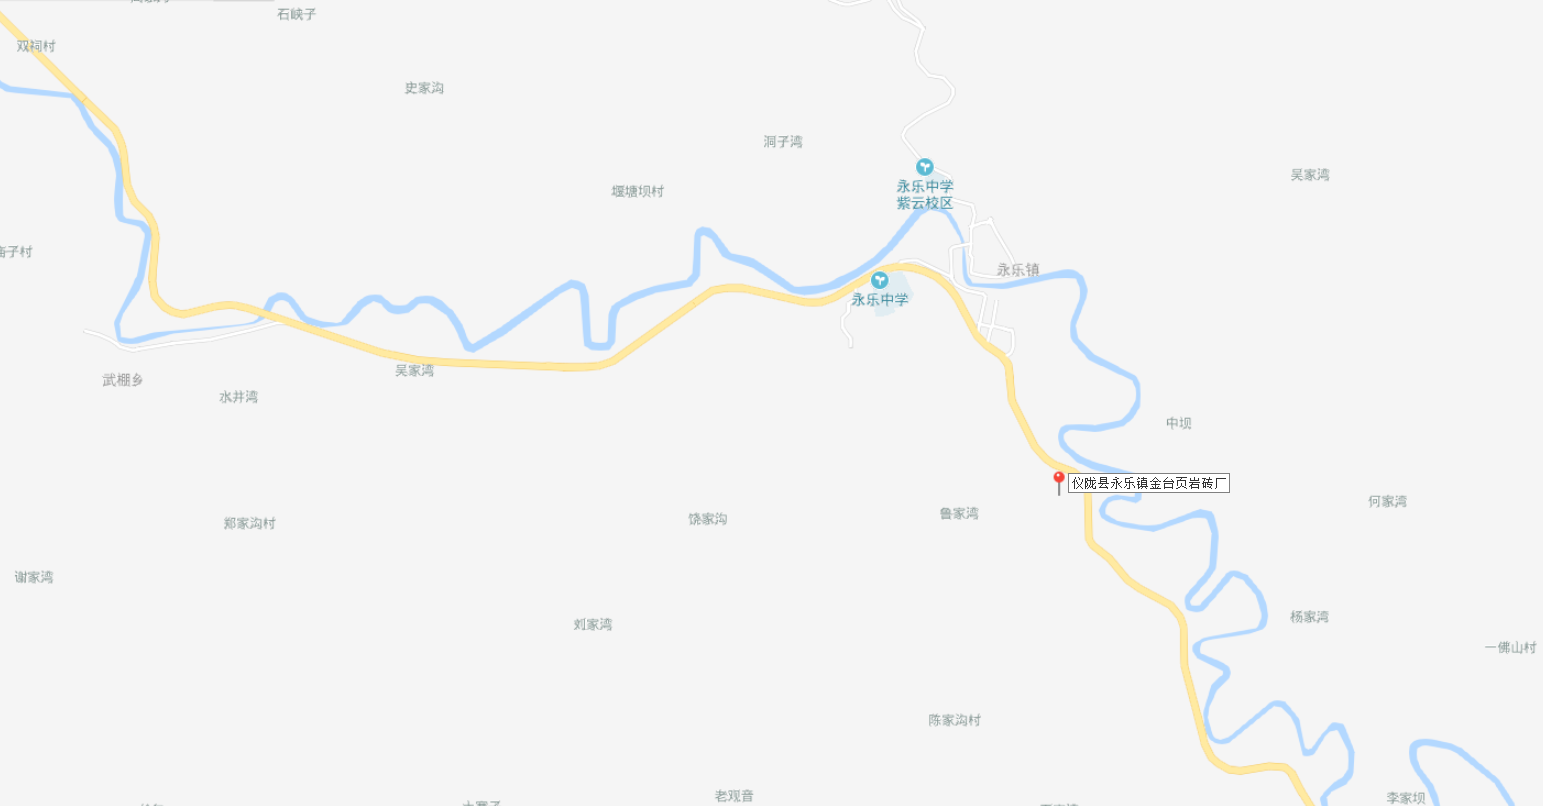 石峡子
双祠村
史家沟
洞子湾
永乐中学
紫云校区
吴家湾
堰塘坝村
庙子村
永乐镇
永乐中学
吴家湾
武棚乡
水井湾
中坝
仪陇县永乐镇金台页岩砖厂
何家湾
郑家沟村
饶家沟
鲁家湾
谢家湾
刘家湾
杨家湾
一佛山村
陈家沟村
老观音
李家坝